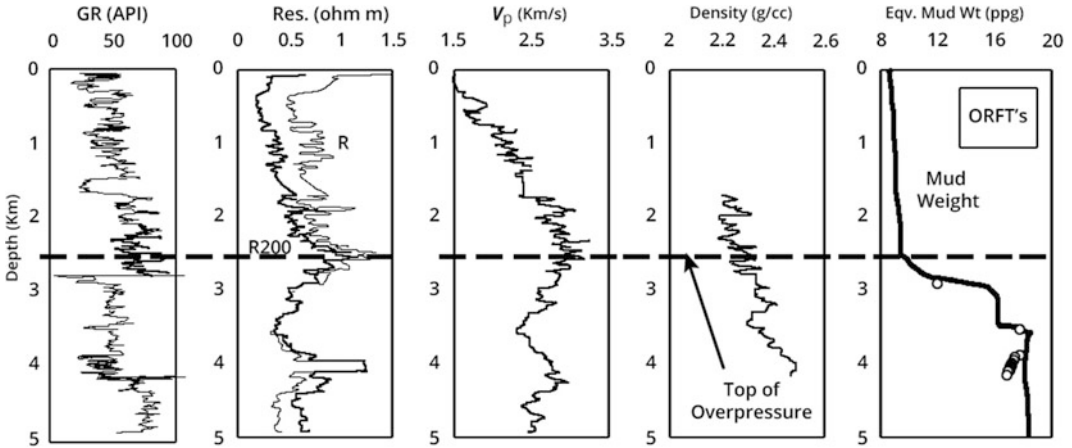 GR (API)
0 50 100
Res. (ohm m)
0 0.5 1 1.5
Vp (Km/s)
1.5 2.5 3.5
Density (g/cc)
2 2.2 2.4 2.6
Eqv. Mud Wt (ppg)
8 12 16 20
Depth (Km)
0 0 0 0 0
1 1 1 1 1
2 2 2 2 2
3 3 3 3 3
4 4 4 4 4
5 5 5 5 5
R
R200
Top of
Overpressure
ORFT's
Mud
Weight